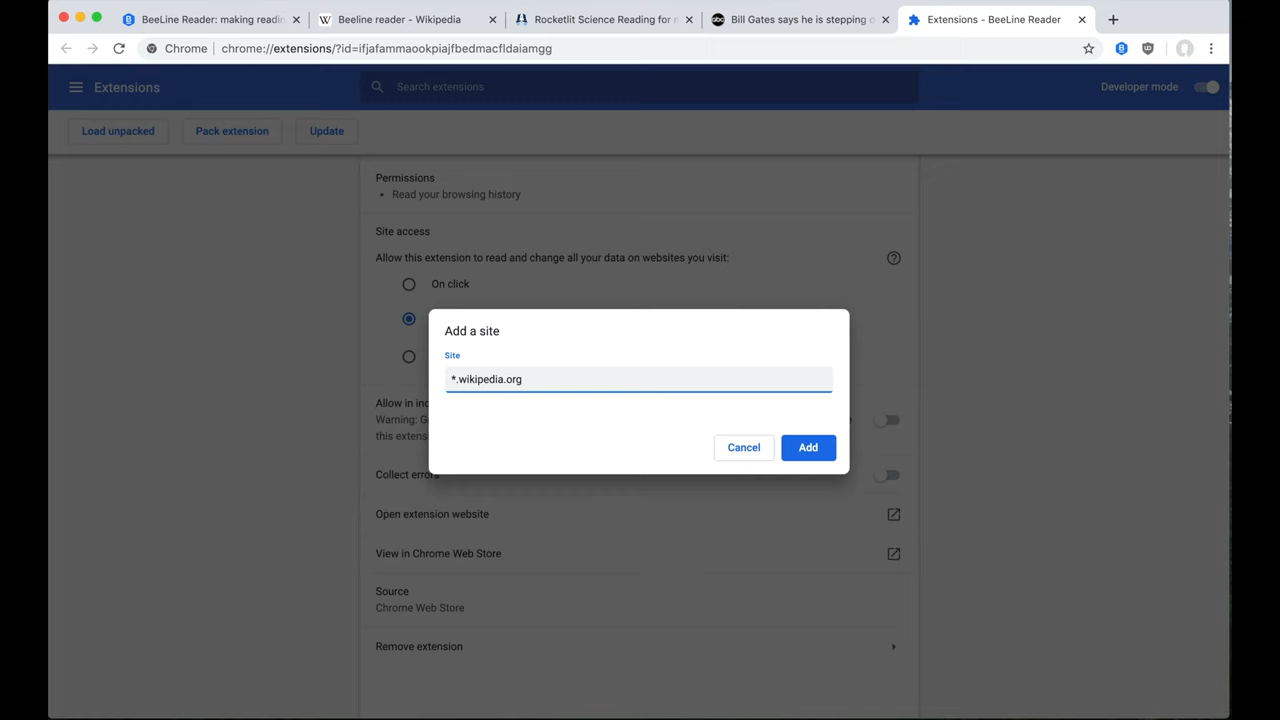 BeeLine Reader: making readin
Beeline reader - Wikipedia
Rocketlit Science Reading for
Bill Gates says he is stepping
Extensions - BeeLine Reader
Chrome
chrome://extensions/?id=ifjafammaookpiajfbedmacfldaiamgg
Extensions
Search extensions
Developer mode
Load unpacked
Pack extension
Update
Permissions
• Read your browsing history
Site access
Allow this extension to read and change all your data on websites you visit:
On click
Add a site
Site
*.wikipedia.org
Allow in in
Warning: G
this extens
Cancel
Add
Collect errors
Open extension website
View in Chrome Web Store
Source
Chrome Web Store
Remove extension